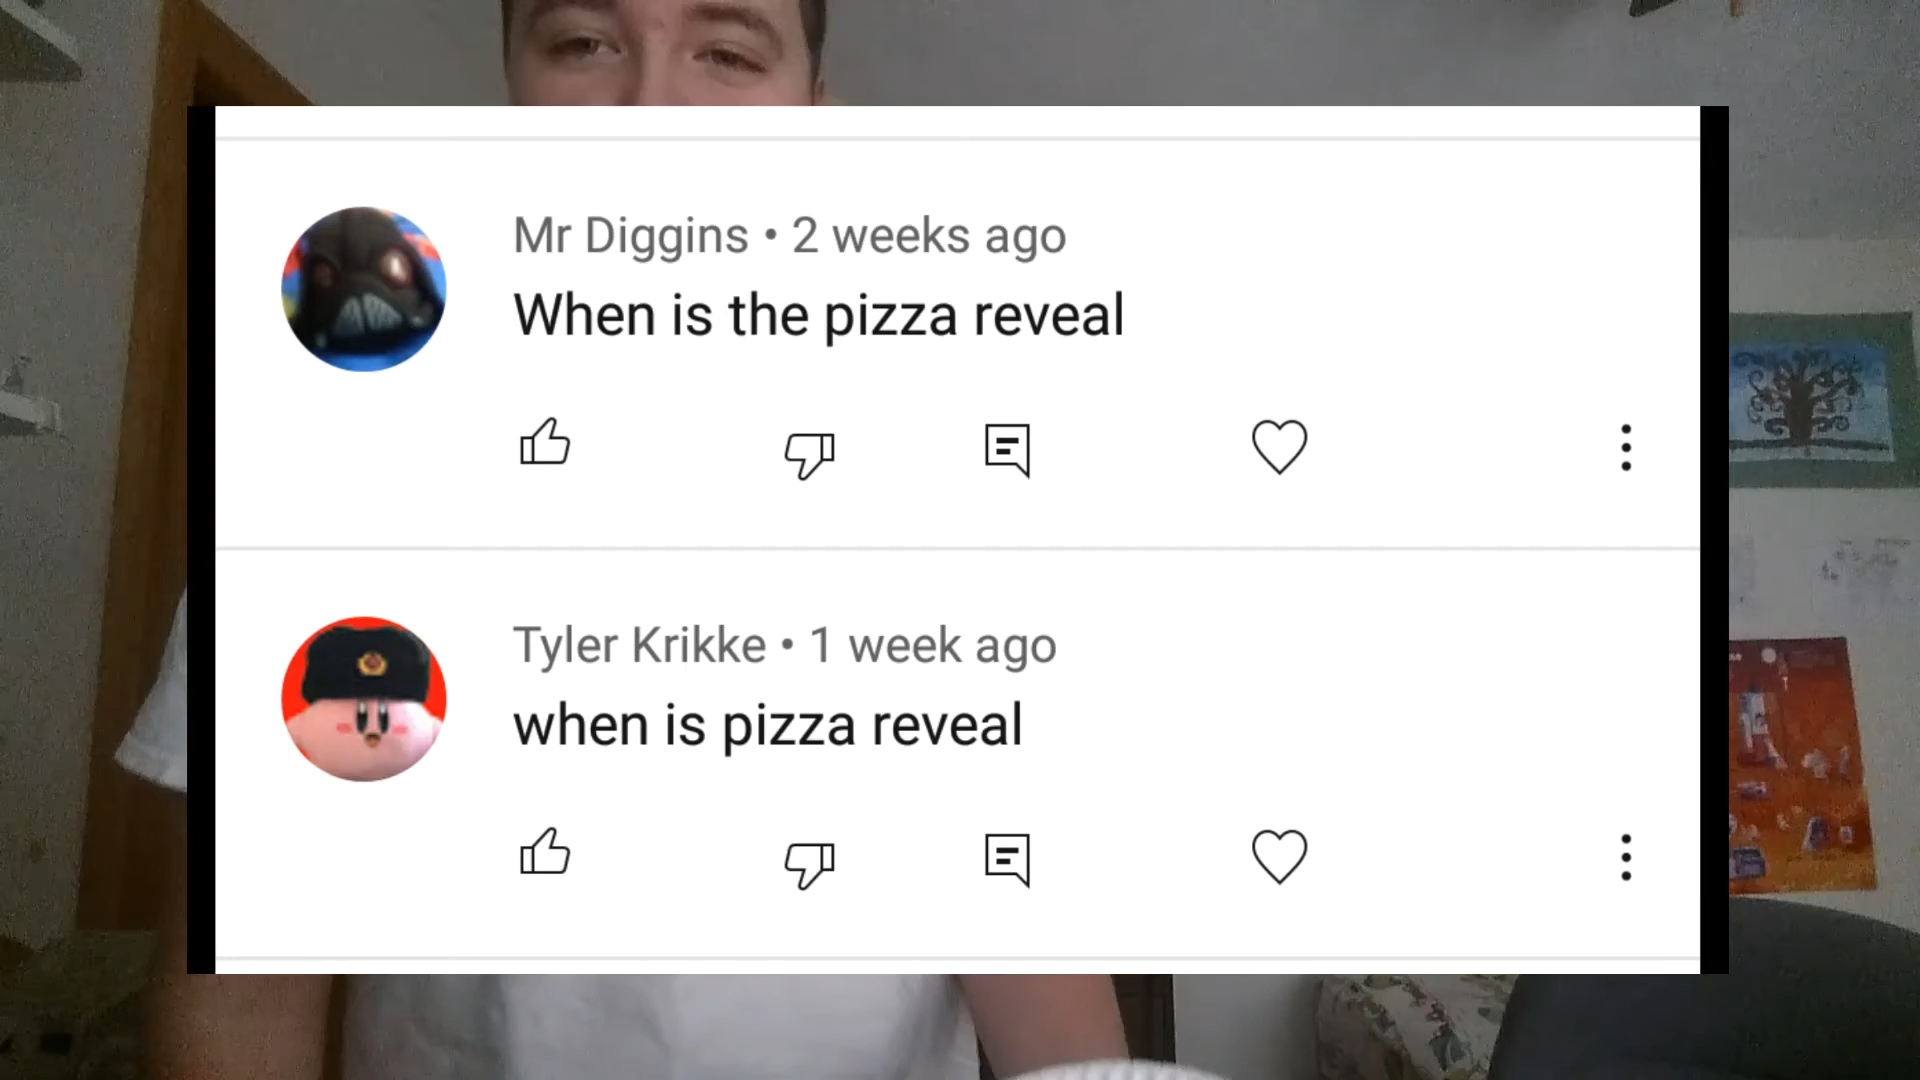 Mr Diggins • 2 weeks ago
When is the pizza reveal
Tyler Krikke • 1 week ago
when is pizza reveal